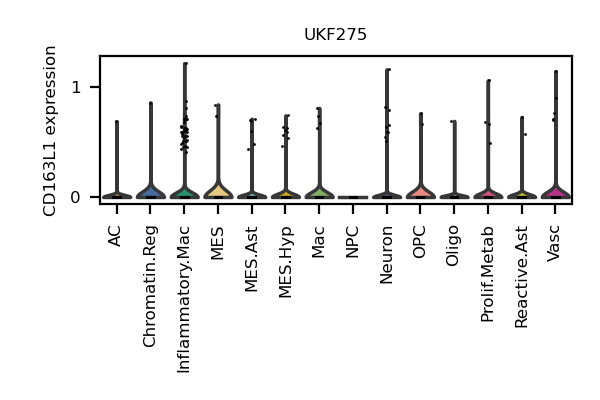 UKF275
CD163L1 expression
1
0
AC
Chromatin.Reg
Inflammatory.Mac
MES
MES.Ast
MES.Hyp
Mac
NPC
Neuron
OPC
Oligo
Prolif.Metab
Reactive.Ast
Vasc